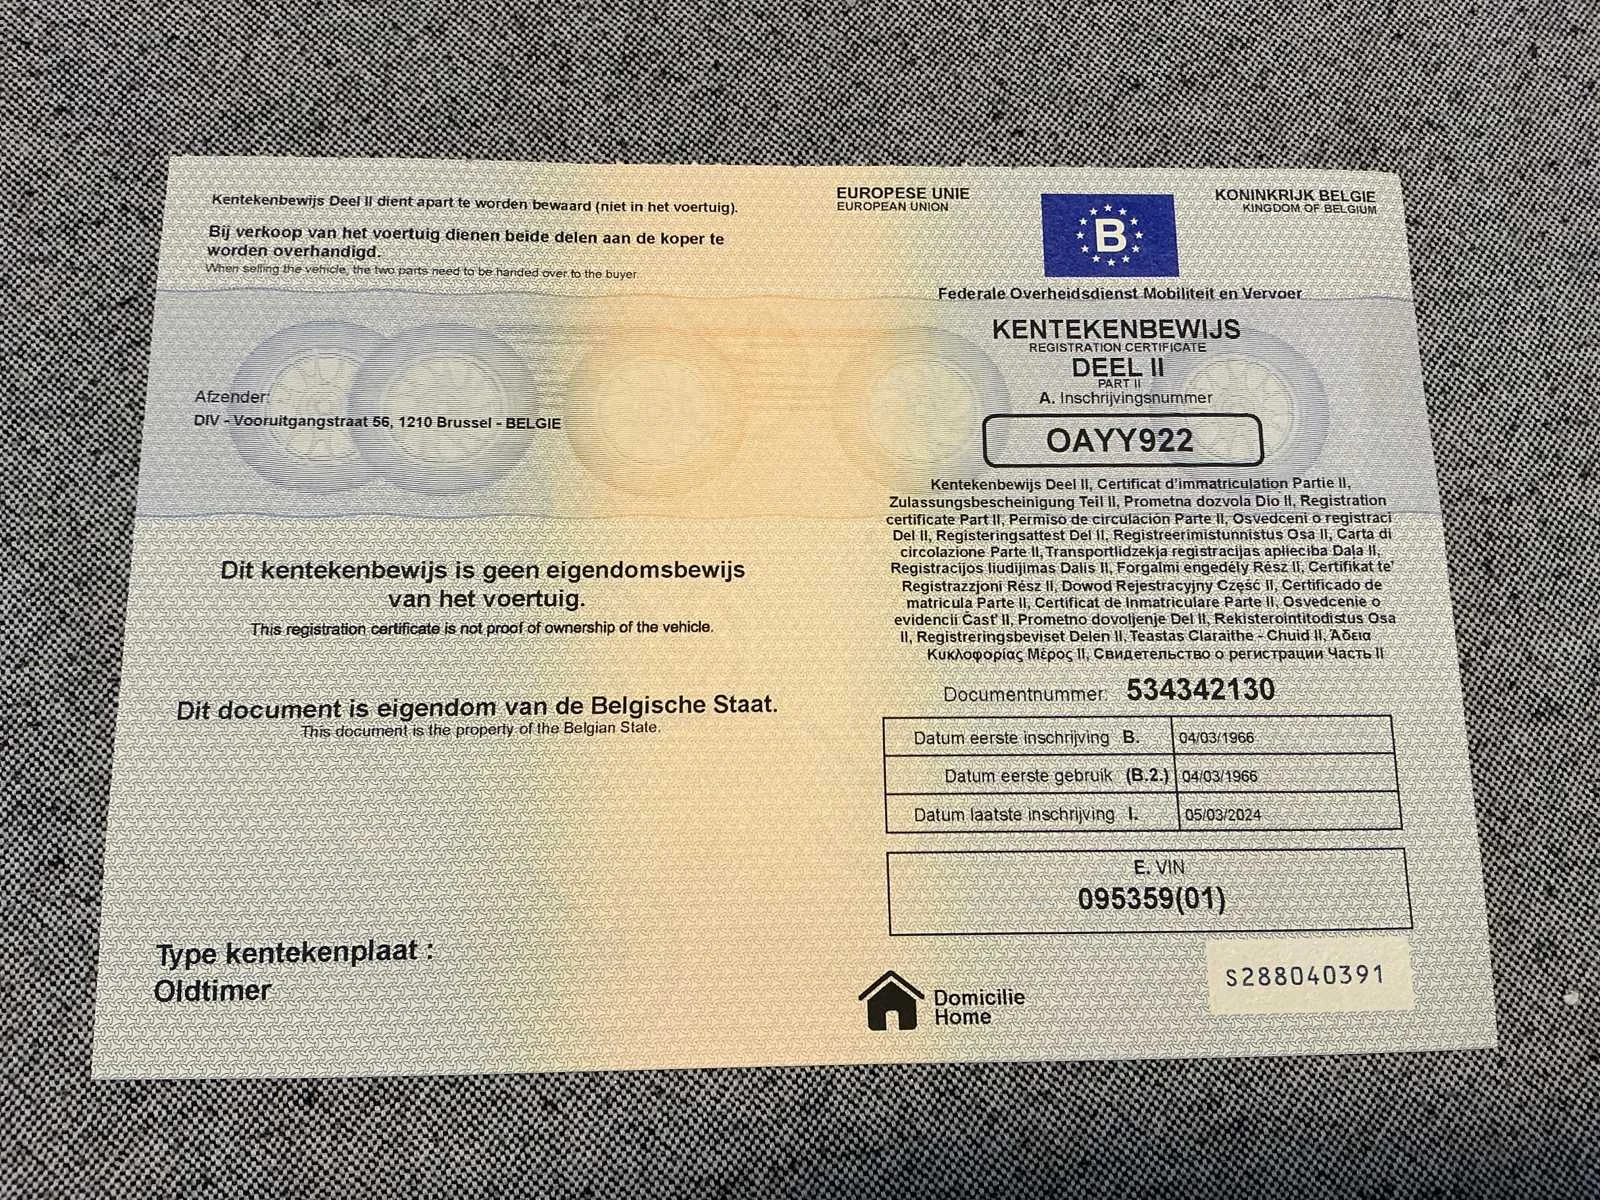 Kentekenbewijs Deel II dient apart te worden bewaard (niet in het voertuig).
Bij verkoop van het voertuig dienen beide delen aan de koper te
worden overhandigd.
When selling the vehicle, the two parts need to be handed over to the buyer.
Afzender:
DIV - Vooruitgangstraat 56, 1210 Brussel - BELGIE
Dit kentekenbewijs is geen eigendomsbewijs
van het voertuig.
This registration certificate is not proof of ownership of the vehicle.
Dit document is eigendom van de Belgische Staat.
This document is the property of the Belgian State.
Type kentekenplaat :
Oldtimer
EUROPESE UNIE
EUROPEAN UNION
B
KONINKRIJK BELGIE
KINGDOM OF BELGIUM
Federale Overheidsdienst Mobiliteit en Vervoer
KENTEKENBEWIJS
REGISTRATION CERTIFICATE
DEEL II
PART II
A. Inschrijvingsnummer
OAYY922
Kentekenbewijs Deel II, Certificat d'immatriculation Partie II,
Zulassungsbescheinigung Teil II, Prometna dozvola Dio II, Registration
certificate Part II, Permiso de circulación Parte II, Osvedceni o registraci
Del II, Registeringsattest Del II, Registreerimistunnistus Osa II, Carta di
circolazione Parte II, Transportlidzekja registracijas aplieciba Daļa II,
Registracijos liudijimas Dalis II, Forgalmi engedély Rész II, Certifikat te'
Registrazzjoni Rész II, Dowod Rejestracyjny Część II, Certificado de
matricula Parte II, Certificat de Inmatriculare Parte II, Osvedcenie o
evidencii Čast' II, Prometno dovoljenje Del II, Rekisterointitodistus Osa
II, Registreringsbeviset Delen II, Teastas Claraithe - Chuid II, Άδεια
Κυκλοφορίας Μέρος II, Свидетельство о регистрации Часть II
Documentnummer: 534342130
Datum eerste inschrijving B. 04/03/1966
Datum eerste gebruik (B.2.) 04/03/1966
Datum laatste inschrijving I. 05/03/2024
E. VIN
095359(01)
S288040391
Domicilie
Home